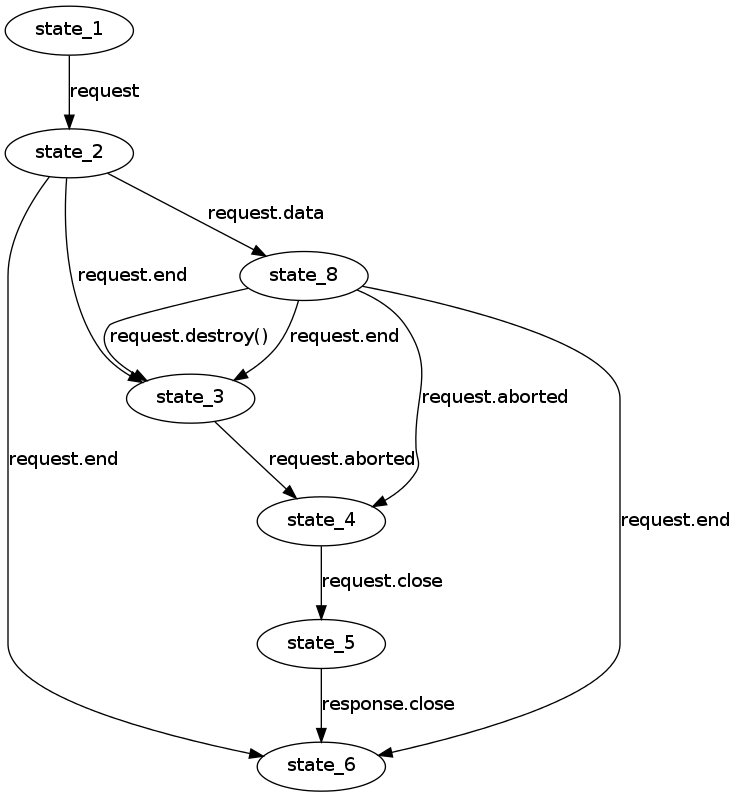 state_1
request
state_2
request.data
request.end
state_8
request.destroy()
request.end
state_3
request.aborted
request.end
request.aborted
state_4
request.end
request.close
state_5
response.close
state_6